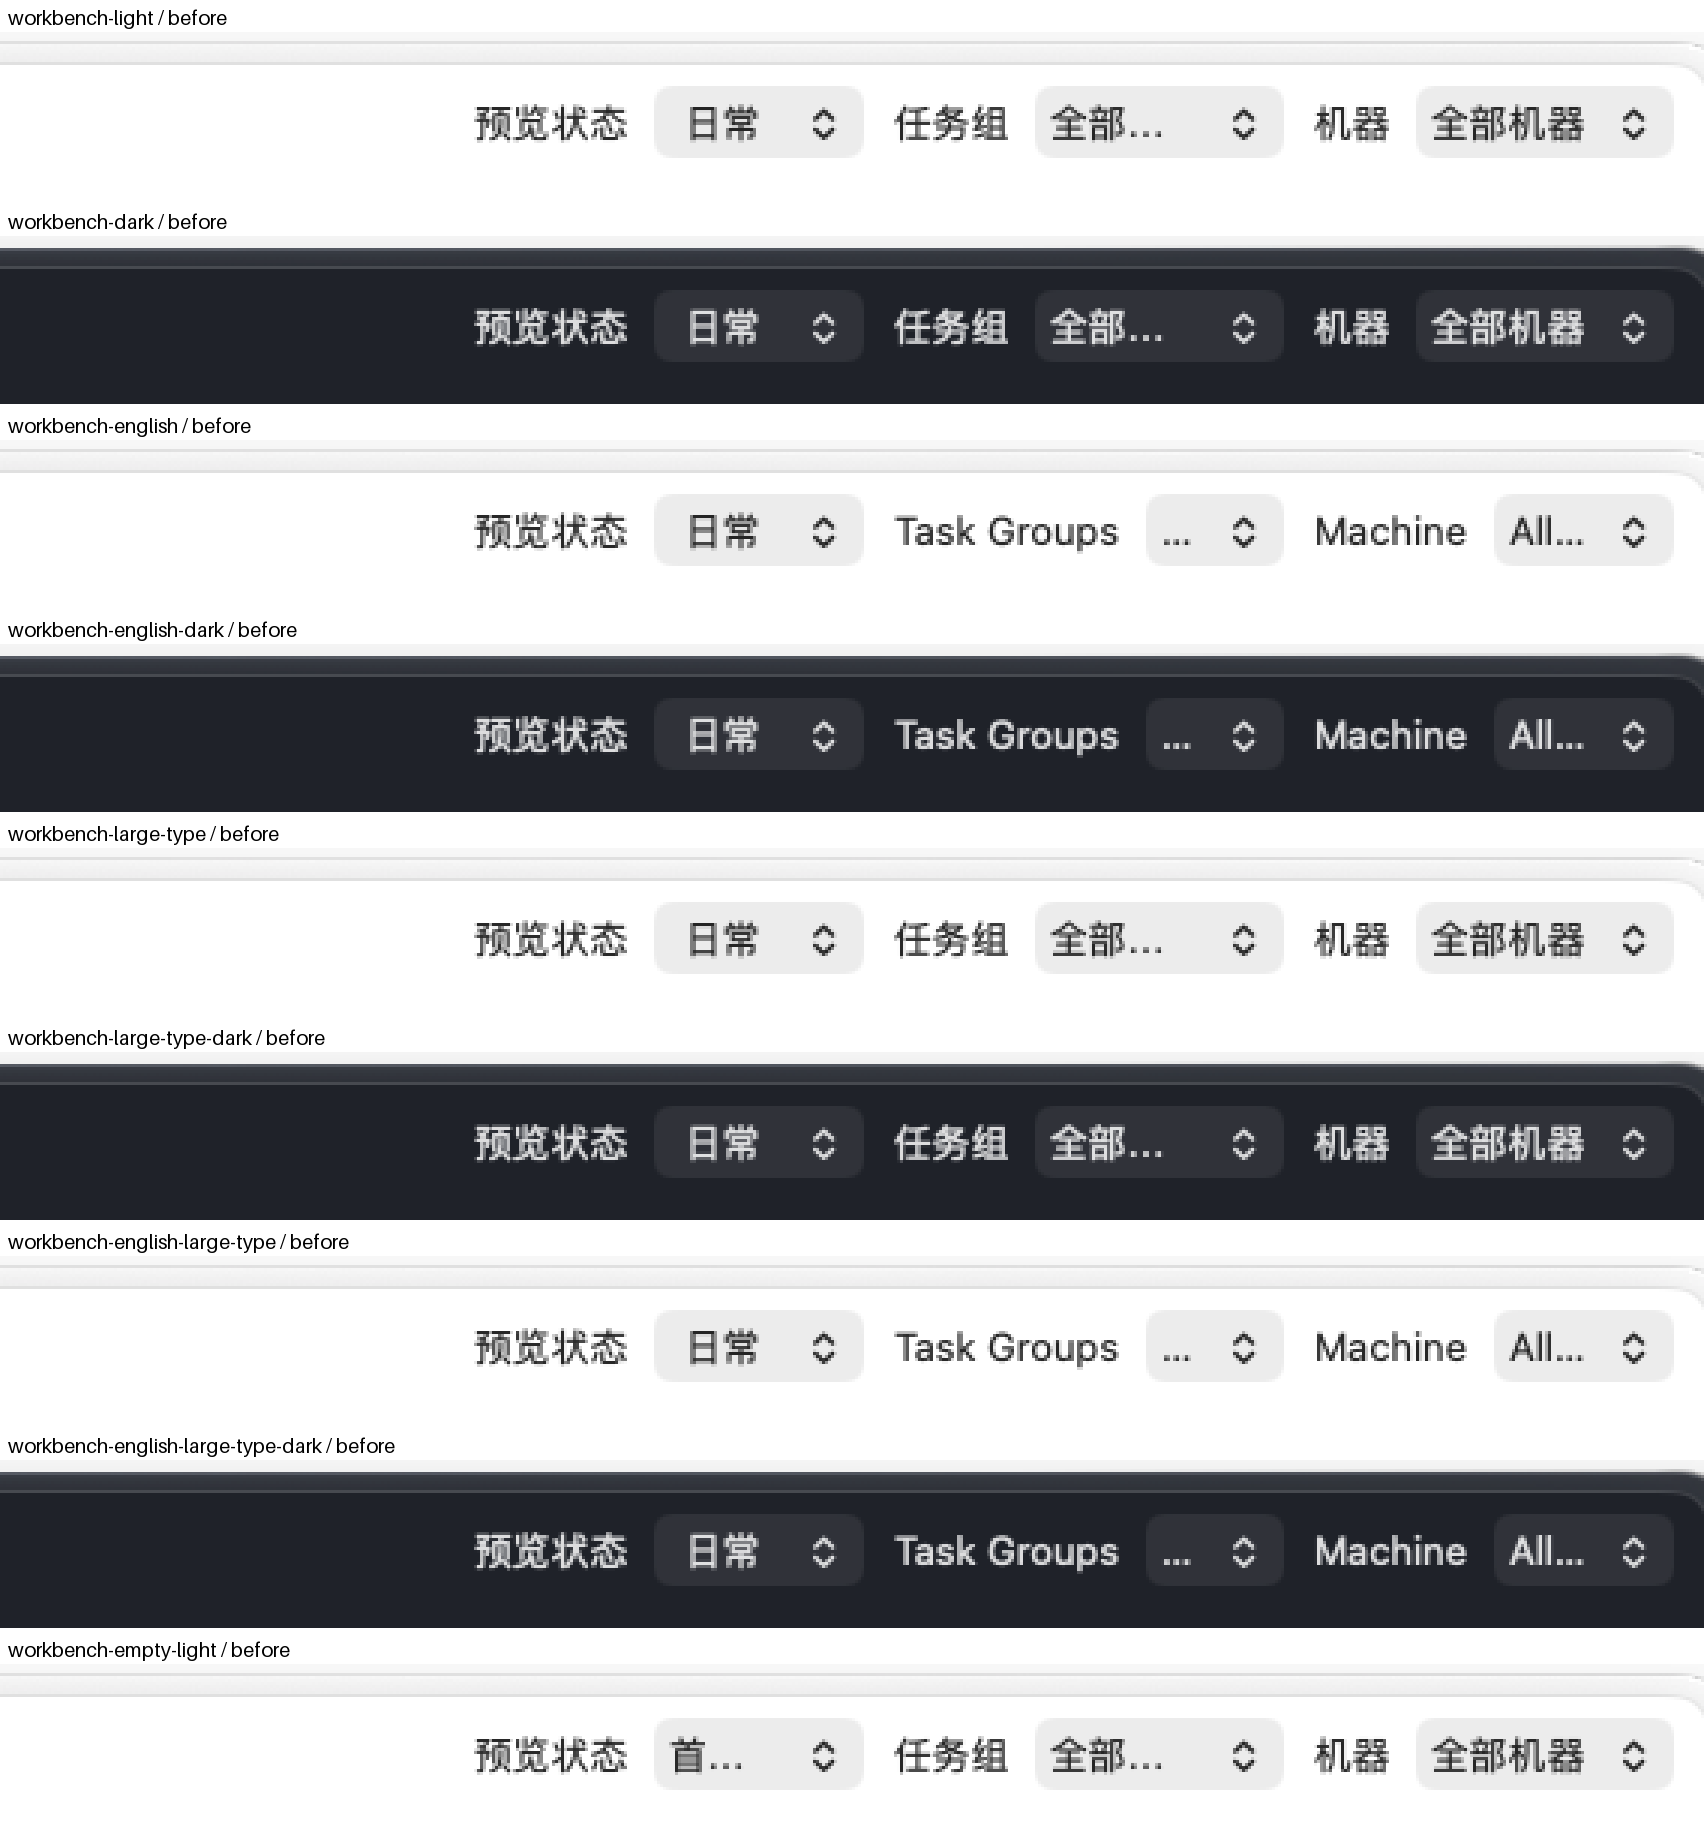 workbench-light / before
预览状态 日常 任务组 全部... 机器 全部机器
workbench-dark / before
预览状态 日常 任务组 全部... 机器 全部机器
workbench-english / before
预览状态 日常 Task Groups ... Machine All...
workbench-english-dark / before
预览状态 日常 Task Groups ... Machine All...
workbench-large-type / before
预览状态 日常 任务组 全部... 机器 全部机器
workbench-large-type-dark / before
预览状态 日常 任务组 全部... 机器 全部机器
workbench-english-large-type / before
预览状态 日常 Task Groups ... Machine All...
workbench-english-large-type-dark / before
预览状态 日常 Task Groups ... Machine All...
workbench-empty-light / before
预览状态 首... 任务组 全部... 机器 全部机器